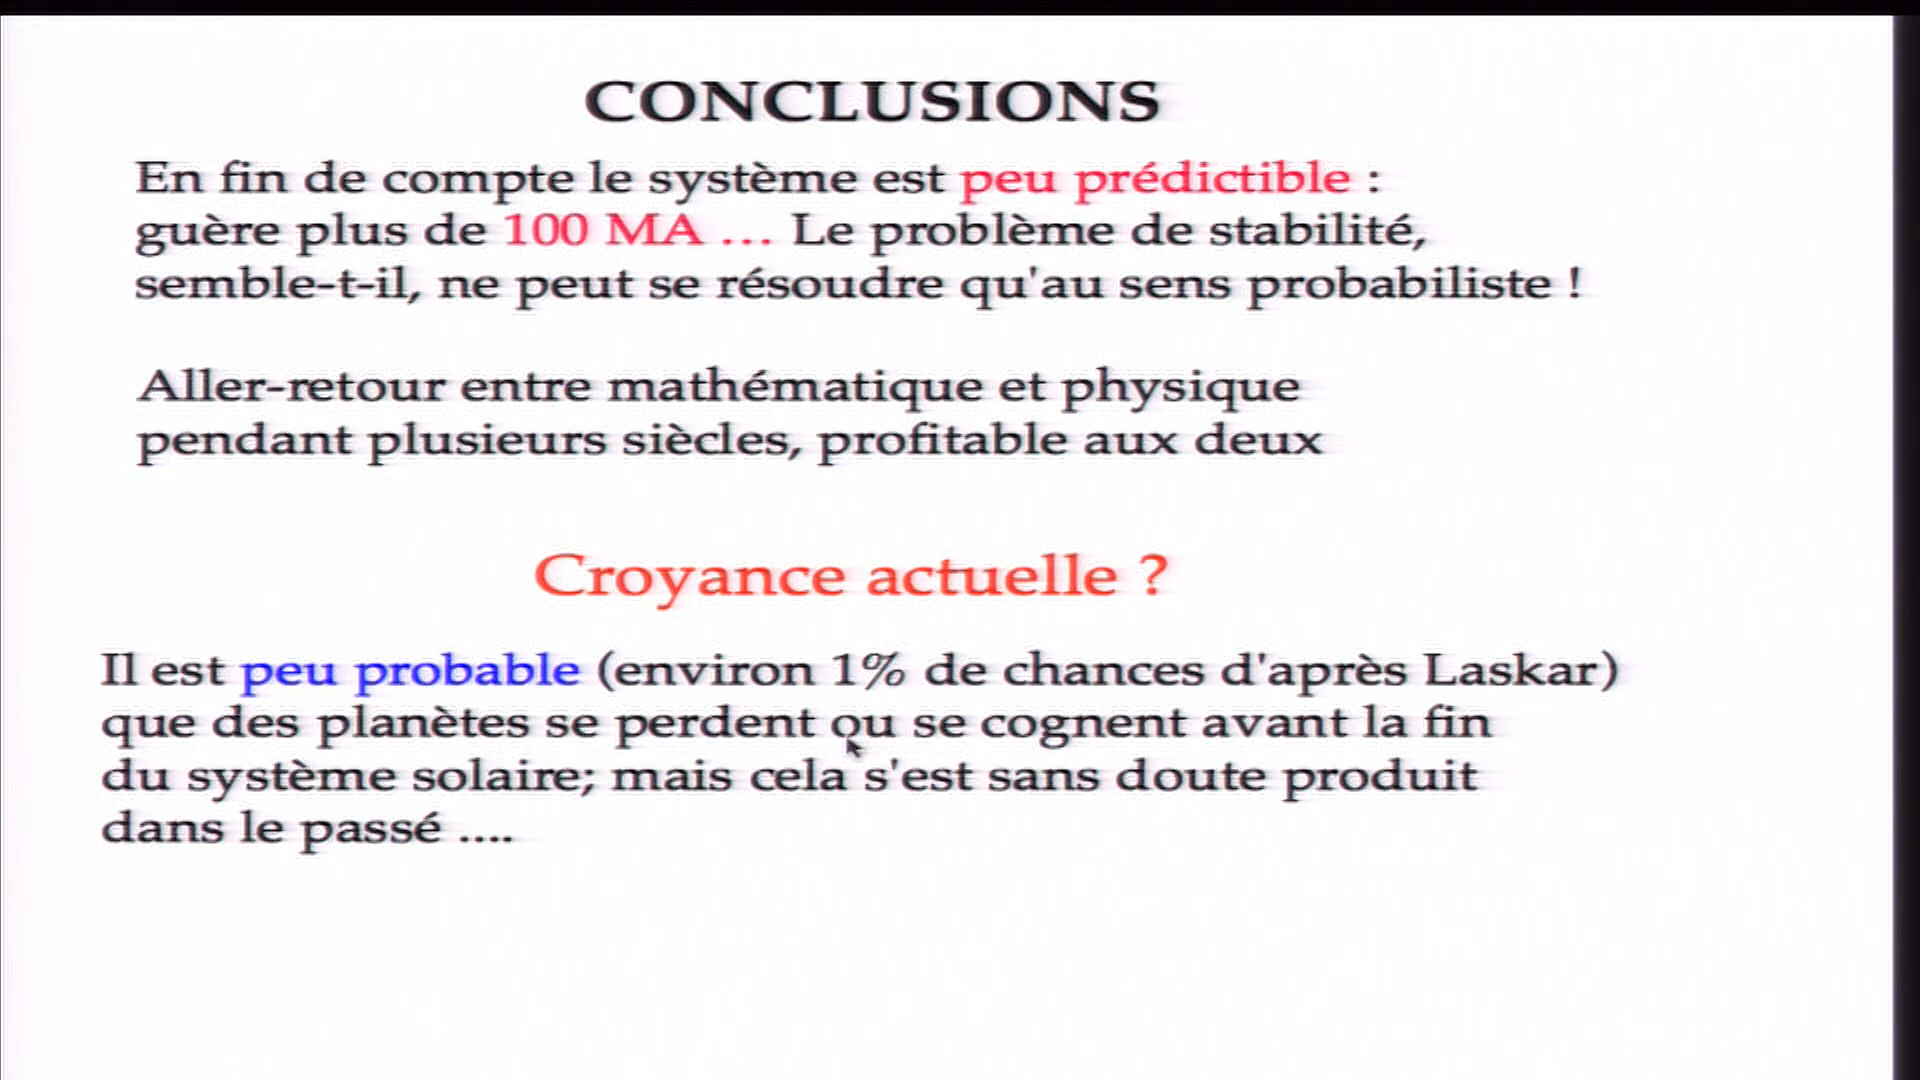 CONCLUSIONS
En fin de compte le système est peu prédictible :
guère plus de 100 MA ... Le problème de stabilité,
semble-t-il, ne peut se résoudre qu'au sens probabiliste !
Aller-retour entre mathématique et physique
pendant plusieurs siècles, profitable aux deux
Croyance actuelle ?
Il est peu probable (environ 1% de chances d'après Laskar)
que des planètes se perdent ou se cognent avant la fin
du système solaire; mais cela s'est sans doute produit
dans le passé ....